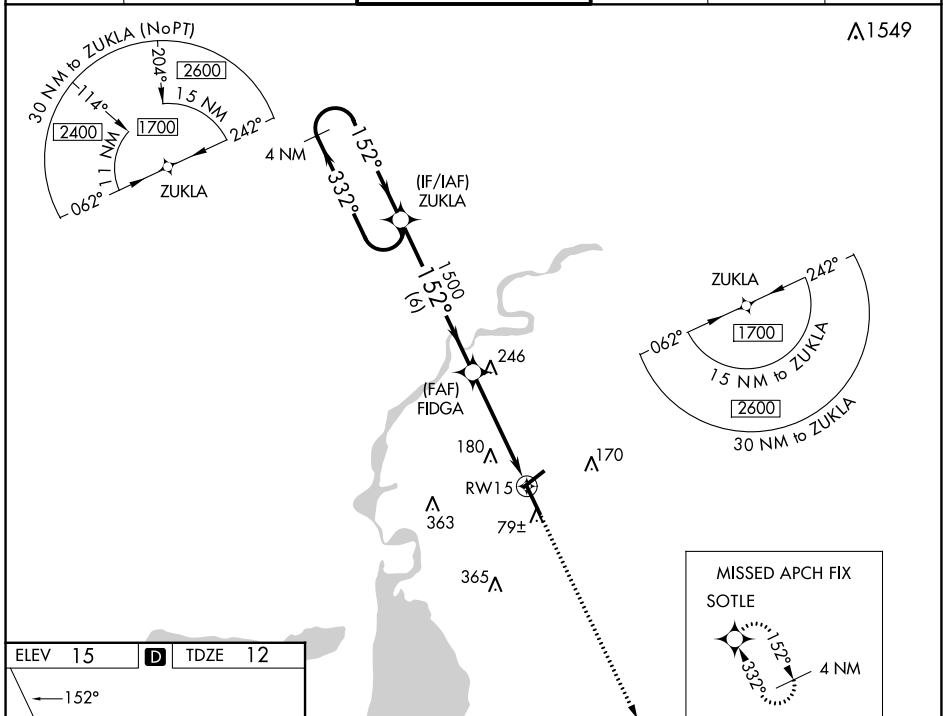 1549
30 NM to ZUKLA (NoPT)
204°
2600
15 NM
114°
2400
1700
11 NM
242°
062°
ZUKLA
4 NM
152°
332°
(IF/IAF)
ZUKLA
1500
152°
(6)
246
(FAF)
FIDGA
180
170
RW15
363
79±
365
ZUKLA
242°
062°
1700
15 NM to ZUKLA
2600
30 NM to ZUKLA
MISSED APCH FIX
SOTLE
152°
332°
4 NM
ELEV 15 D TDZE 12
152°